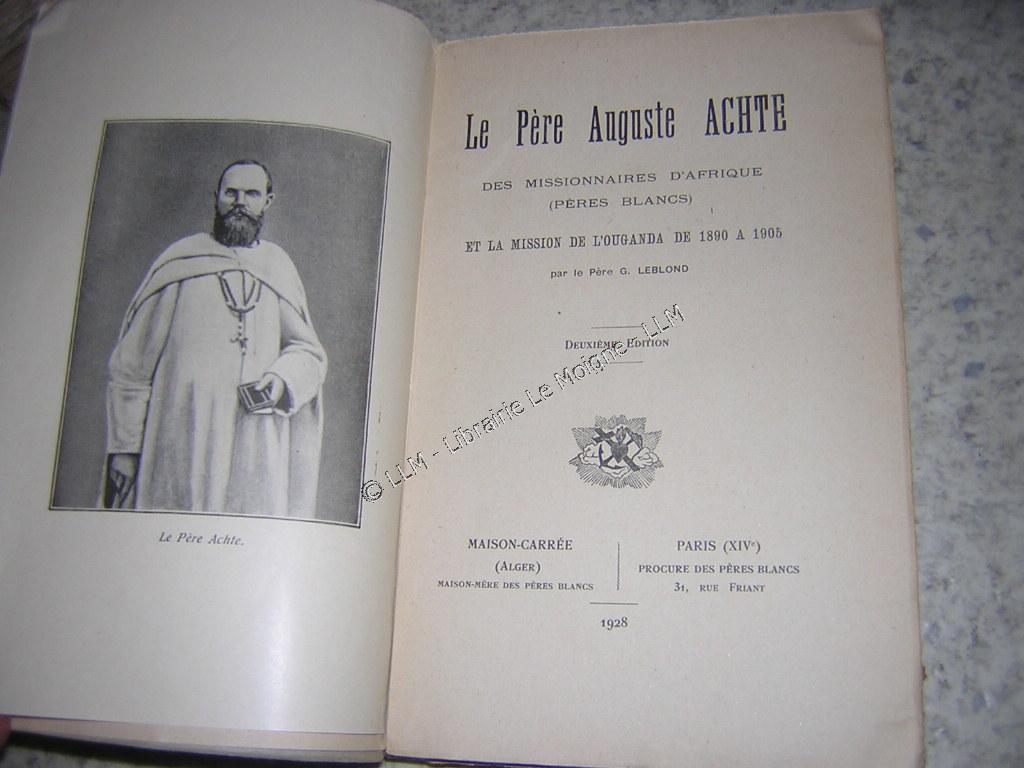 Le Père Achte.
Le Père Auguste ACHTE
DES MISSIONNAIRES D'AFRIQUE
(PÈRES BLANCS)
ET LA MISSION DE L'OUGANDA DE 1890 A 1905
par le Père G. LEBLOND
DEUXIÈME EDITION
MAISON-CARRÉE
(ALGER)
MAISON-MÈRE DES PÈRES BLANCS
PARIS (XIVe)
PROCURE DES PÈRES BLANCS
31, RUE FRIANT
1928
© LLM - Librairie Le Moigne - LLM